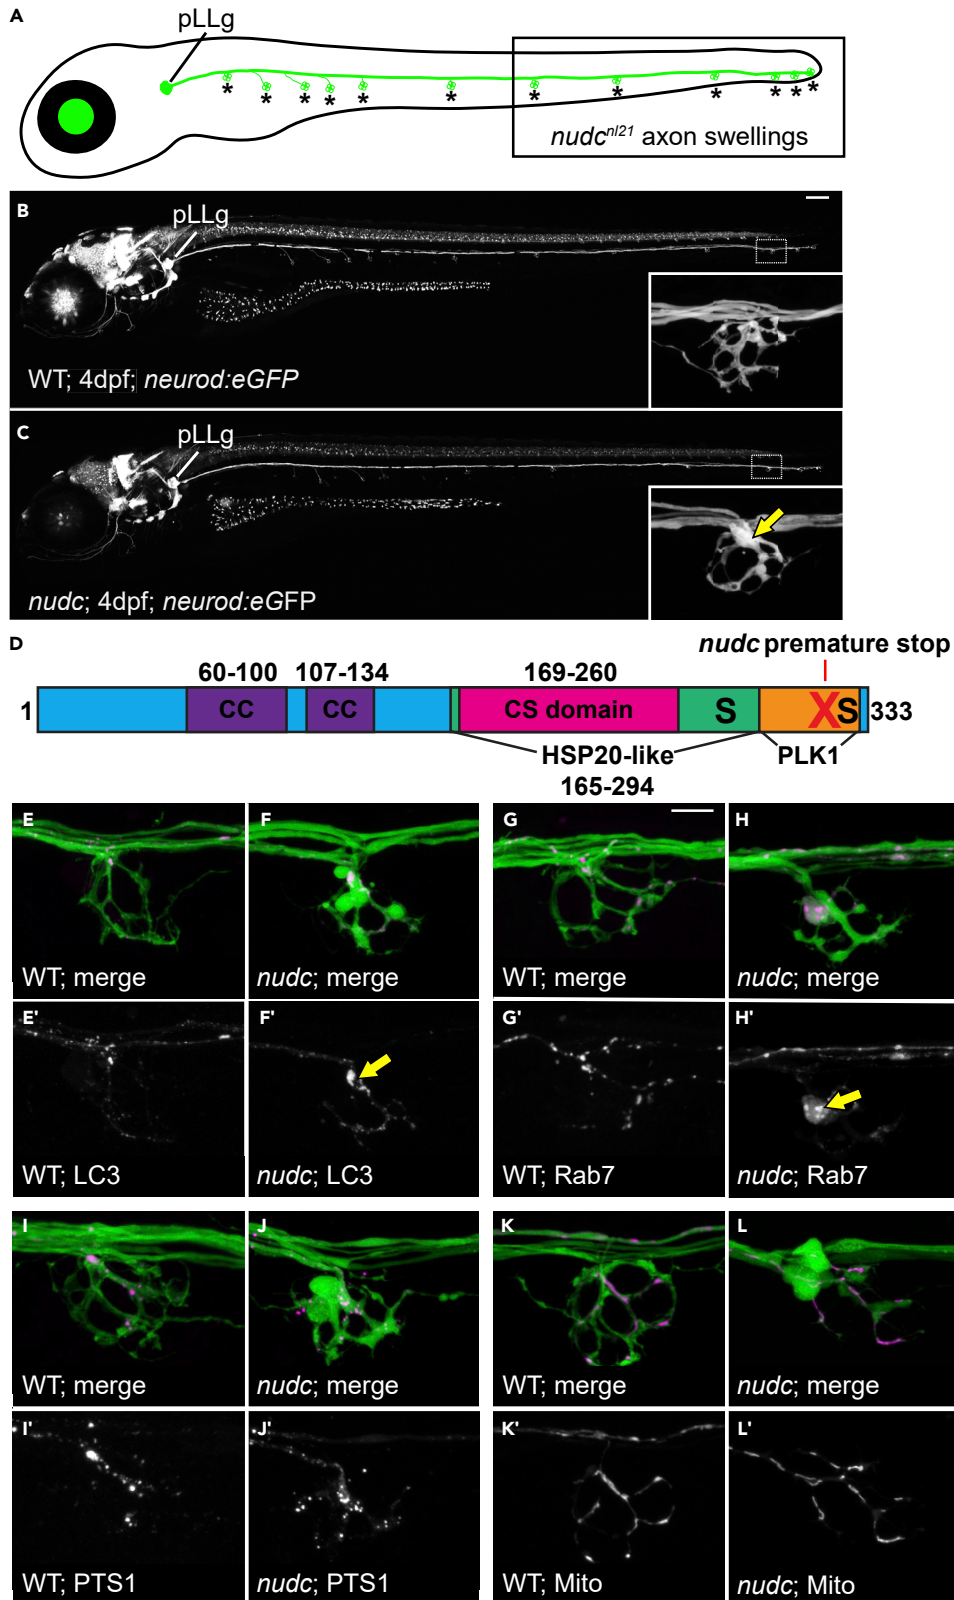 A
pLLg
* * * * * * * * * * * *
nudc^nl21 axon swellings
B
pLLg
WT; 4dpf; neurod:eGFP
C
pLLg
nudc; 4dpf; neurod:eGFP
D
nudc premature stop
60-100 107-134 169-260
1 CC CC CS domain S X S 333
HSP20-like PLK1
165-294
E F G H
WT; merge nudc; merge WT; merge nudc; merge
E' F' G' H'
WT; LC3 nudc; LC3 WT; Rab7 nudc; Rab7
I J K L
WT; merge nudc; merge WT; merge nudc; merge
I' J' K' L'
WT; PTS1 nudc; PTS1 WT; Mito nudc; Mito